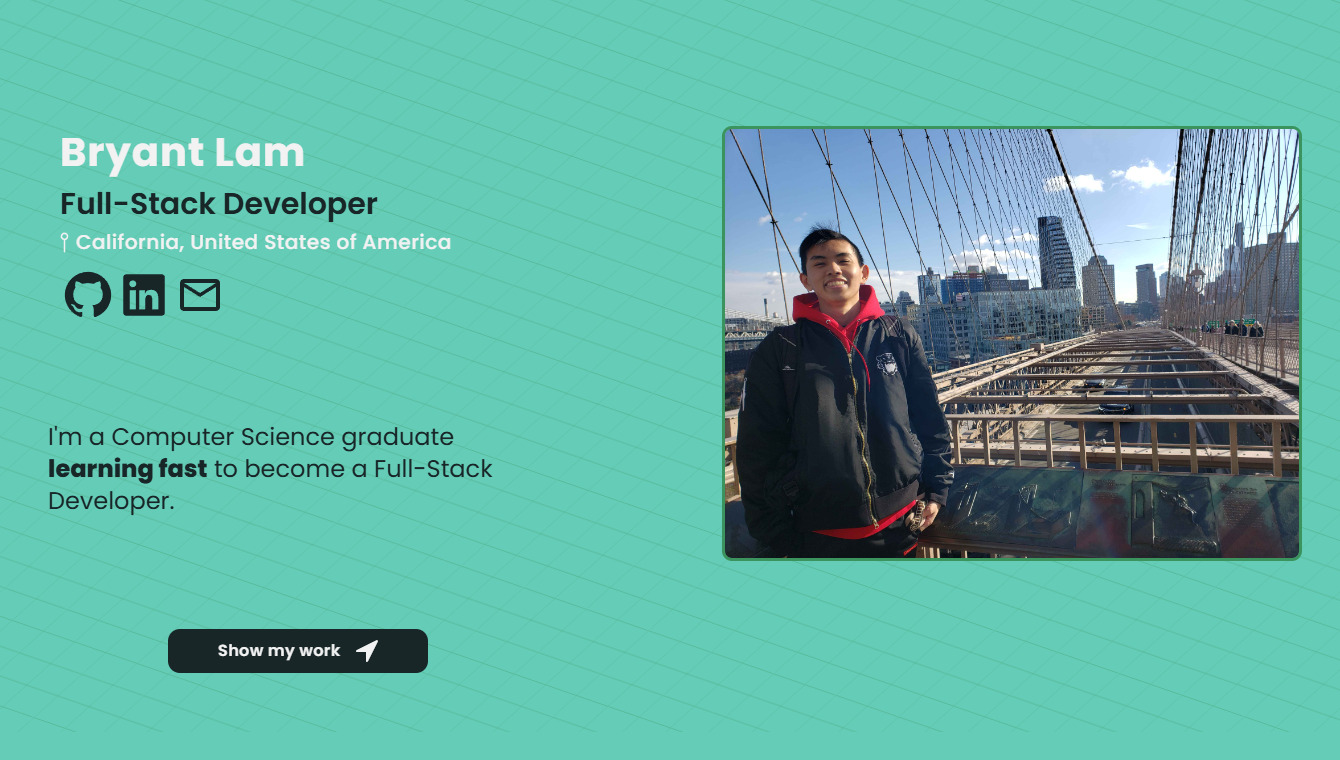 Bryant Lam
Full-Stack Developer
California, United States of America
in
I'm a Computer Science graduate
learning fast to become a Full-Stack
Developer.
Show my work